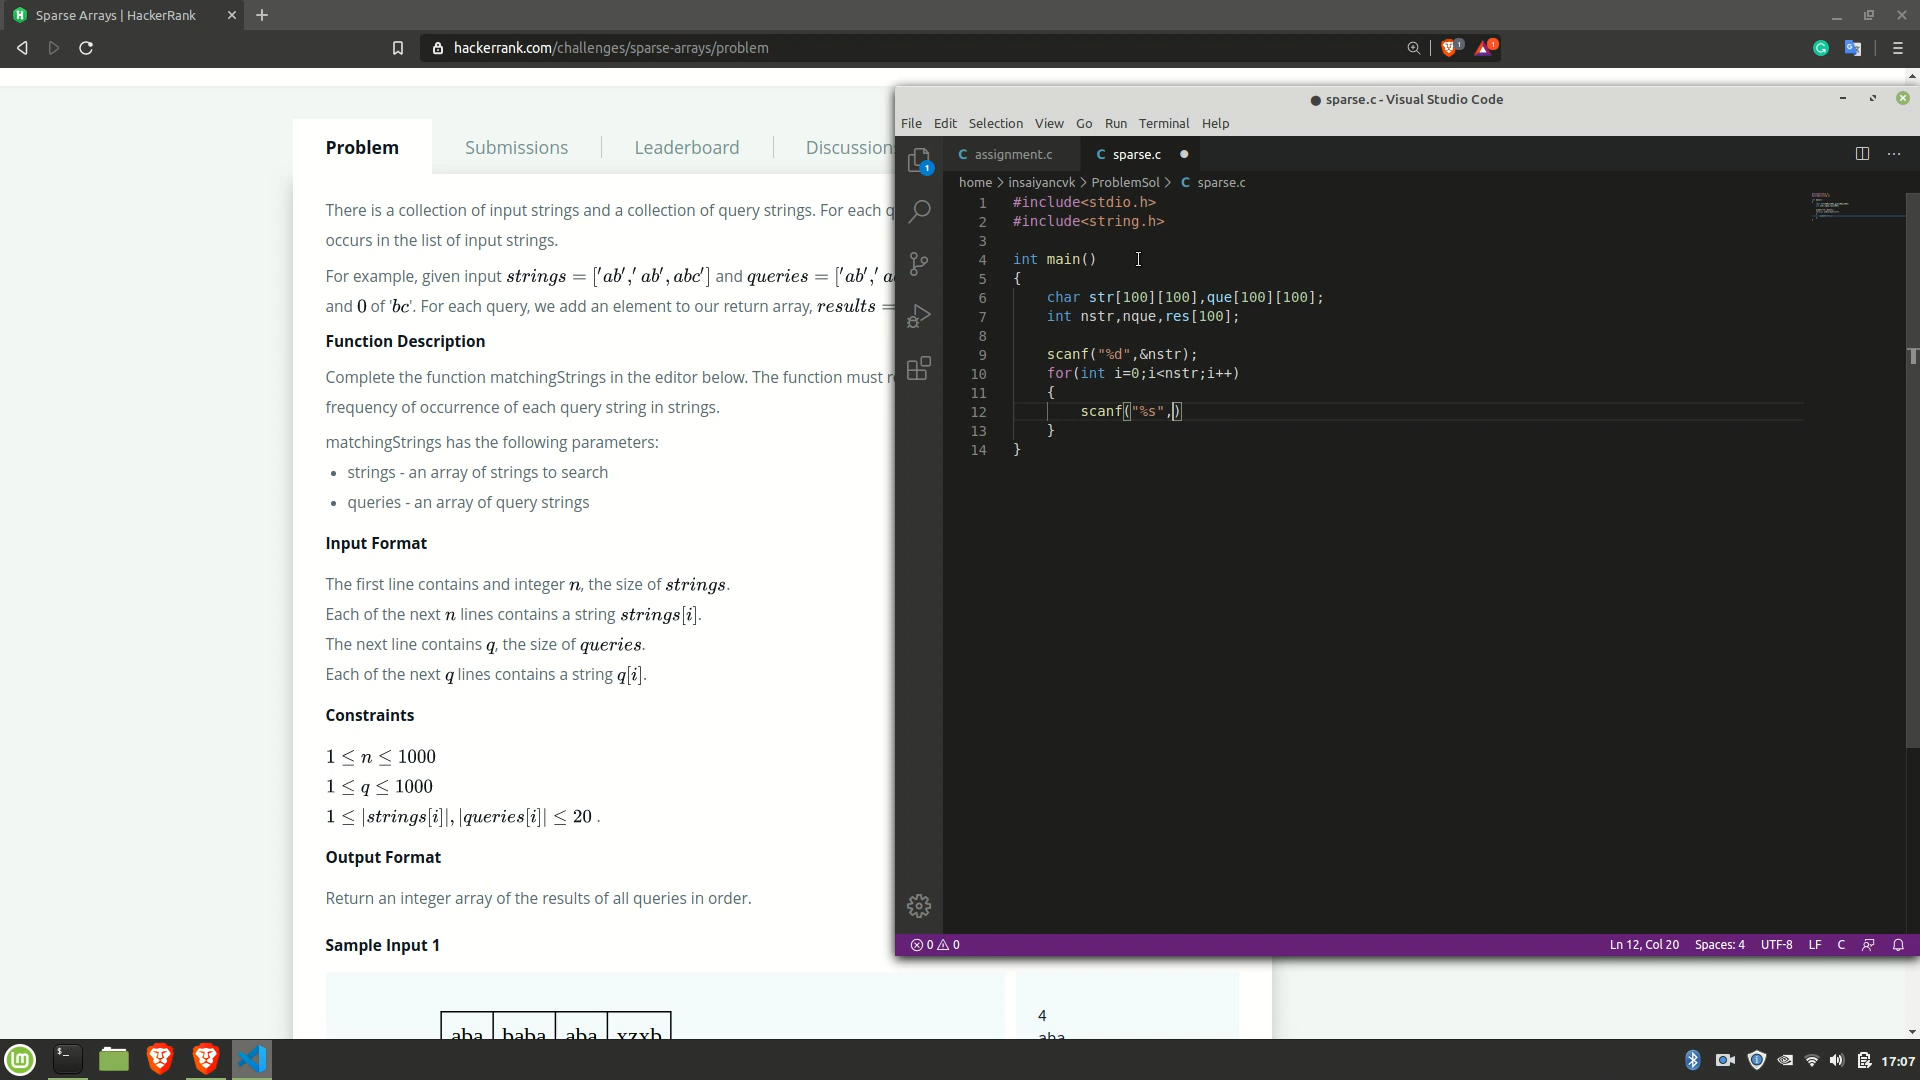 Sparse Arrays | HackerRank
hackerrank.com/challenges/sparse-arrays/problem
1
1
Problem
Submissions
Leaderboard
Discussion
There is a collection of input strings and a collection of query strings. For each q
occurs in the list of input strings.
For example, given input strings = ['ab',' ab', abc'] and queries = ['ab',' a
and 0 of 'bc'. For each query, we add an element to our return array, results =
Function Description
Complete the function matchingStrings in the editor below. The function must r
frequency of occurrence of each query string in strings.
matchingStrings has the following parameters:
• strings - an array of strings to search
• queries - an array of query strings
Input Format
The first line contains and integer n, the size of strings.
Each of the next n lines contains a string strings[i].
The next line contains q, the size of queries.
Each of the next q lines contains a string q[i].
Constraints
1 ≤ n ≤ 1000
1 ≤ q ≤ 1000
1 ≤ |strings[i]|, |queries[i]| ≤ 20 .
Output Format
Return an integer array of the results of all queries in order.
Sample Input 1
aba baba aba xzxb
4
aba
● sparse.c - Visual Studio Code
File Edit Selection View Go Run Terminal Help
1
C assignment.c
C sparse.c ●
home > insaiyancvk > ProblemSol > C sparse.c
1 #include<stdio.h>
2 #include<string.h>
3
4 int main()
5 {
6 char str[100][100],que[100][100];
7 int nstr,nque,res[100];
8
9 scanf("%d",&nstr);
10 for(int i=0;i<nstr;i++)
11 {
12 scanf("%s",)
13 }
14 }
0 0
Ln 12, Col 20 Spaces: 4 UTF-8 LF C
17:07